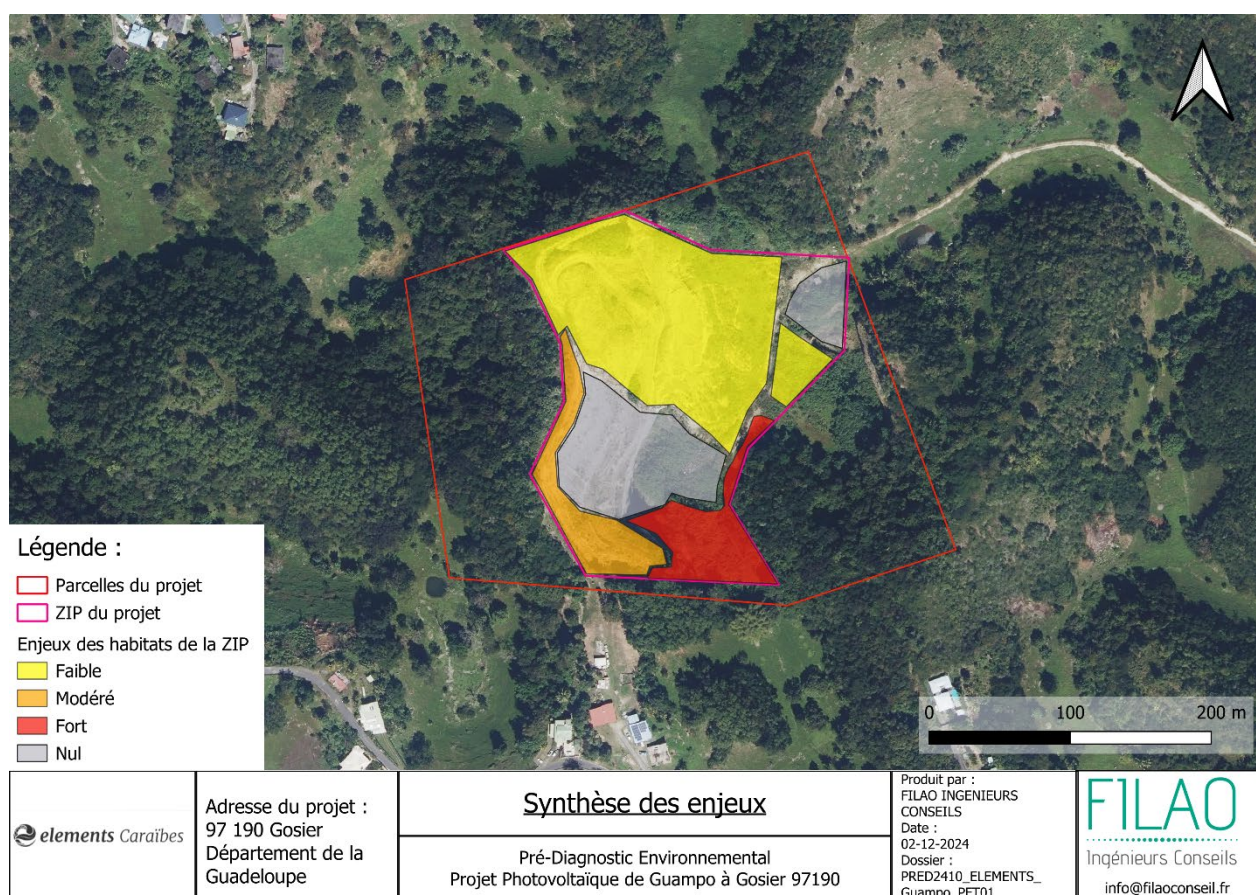 Légende :
Parcelles du projet
ZIP du projet
Enjeux des habitats de la ZIP
Faible
Modéré
Fort
Nul
0 100 200 m
elements Caraïbes
Adresse du projet :
97 190 Gosier
Département de la
Guadeloupe
Synthèse des enjeux
Pré-Diagnostic Environnemental
Projet Photovoltaïque de Guampo à Gosier 97190
Produit par :
FILAO INGENIEURS
CONSEILS
Date :
02-12-2024
Dossier :
PRED2410_ELEMENTS_
Guampo_PET01
FILAO
Ingénieurs Conseils
info@filaoconseil.fr